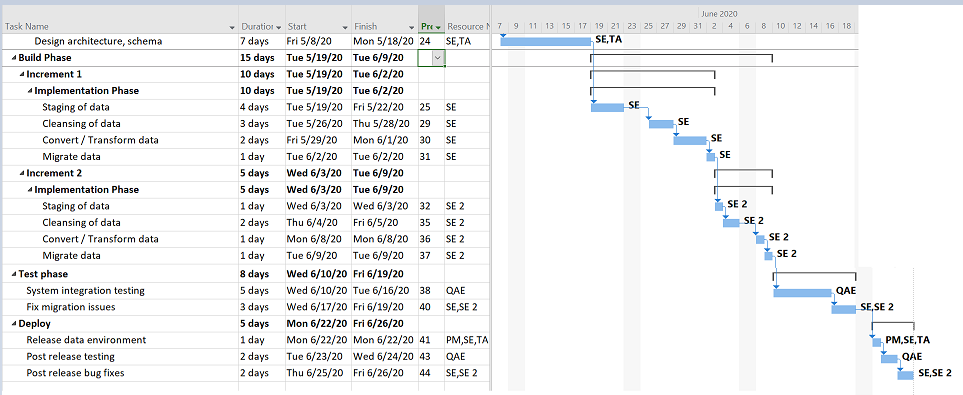 June 2020
Task Name Duration Start Finish Pre Resource N 7 9 11 13 15 17 19 21 23 25 27 29 31 2 4 6 8 10 12 14 16 18
Design architecture, schema 7 days Fri 5/8/20 Mon 5/18/20 24 SE,TA SE,TA
Build Phase 15 days Tue 5/19/20 Tue 6/9/20
Increment 1 10 days Tue 5/19/20 Tue 6/2/20
Implementation Phase 10 days Tue 5/19/20 Tue 6/2/20
Staging of data 4 days Tue 5/19/20 Fri 5/22/20 25 SE SE
Cleansing of data 3 days Tue 5/26/20 Thu 5/28/20 29 SE SE
Convert / Transform data 2 days Fri 5/29/20 Mon 6/1/20 30 SE SE
Migrate data 1 day Tue 6/2/20 Tue 6/2/20 31 SE SE
Increment 2 5 days Wed 6/3/20 Tue 6/9/20
Implementation Phase 5 days Wed 6/3/20 Tue 6/9/20
Staging of data 1 day Wed 6/3/20 Wed 6/3/20 32 SE 2 SE 2
Cleansing of data 2 days Thu 6/4/20 Fri 6/5/20 35 SE 2 SE 2
Convert / Transform data 1 day Mon 6/8/20 Mon 6/8/20 36 SE 2 SE 2
Migrate data 1 day Tue 6/9/20 Tue 6/9/20 37 SE 2 SE 2
Test phase 8 days Wed 6/10/20 Fri 6/19/20
System integration testing 5 days Wed 6/10/20 Tue 6/16/20 38 QAE QAE
Fix migration issues 3 days Wed 6/17/20 Fri 6/19/20 40 SE,SE 2 SE,SE 2
Deploy 5 days Mon 6/22/20 Fri 6/26/20
Release data environment 1 day Mon 6/22/20 Mon 6/22/20 41 PM,SE,TA PM,SE,TA
Post release testing 2 days Tue 6/23/20 Wed 6/24/20 43 QAE QAE
Post release bug fixes 2 days Thu 6/25/20 Fri 6/26/20 44 SE,SE 2 SE,SE 2